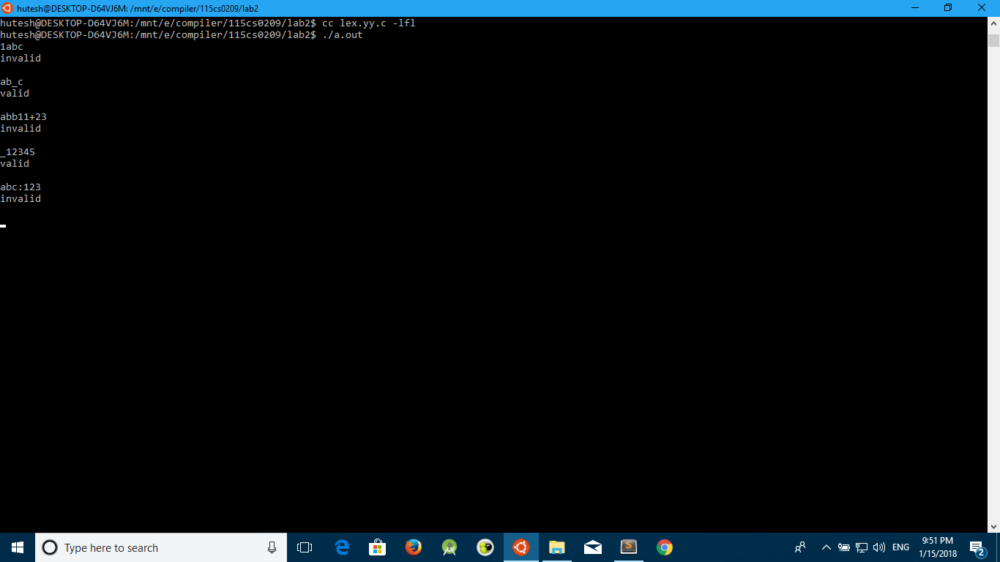 hutesh@DESKTOP-D64VJ6M: /mnt/e/compiler/115cs0209/lab2
hutesh@DESKTOP-D64VJ6M:/mnt/e/compiler/115cs0209/lab2$ cc lex.yy.c -lfl
hutesh@DESKTOP-D64VJ6M:/mnt/e/compiler/115cs0209/lab2$ ./a.out
1abc
invalid
ab_c
valid
abb11+23
invalid
_12345
valid
abc:123
invalid
Type here to search
ENG
9:51 PM
1/15/2018
2